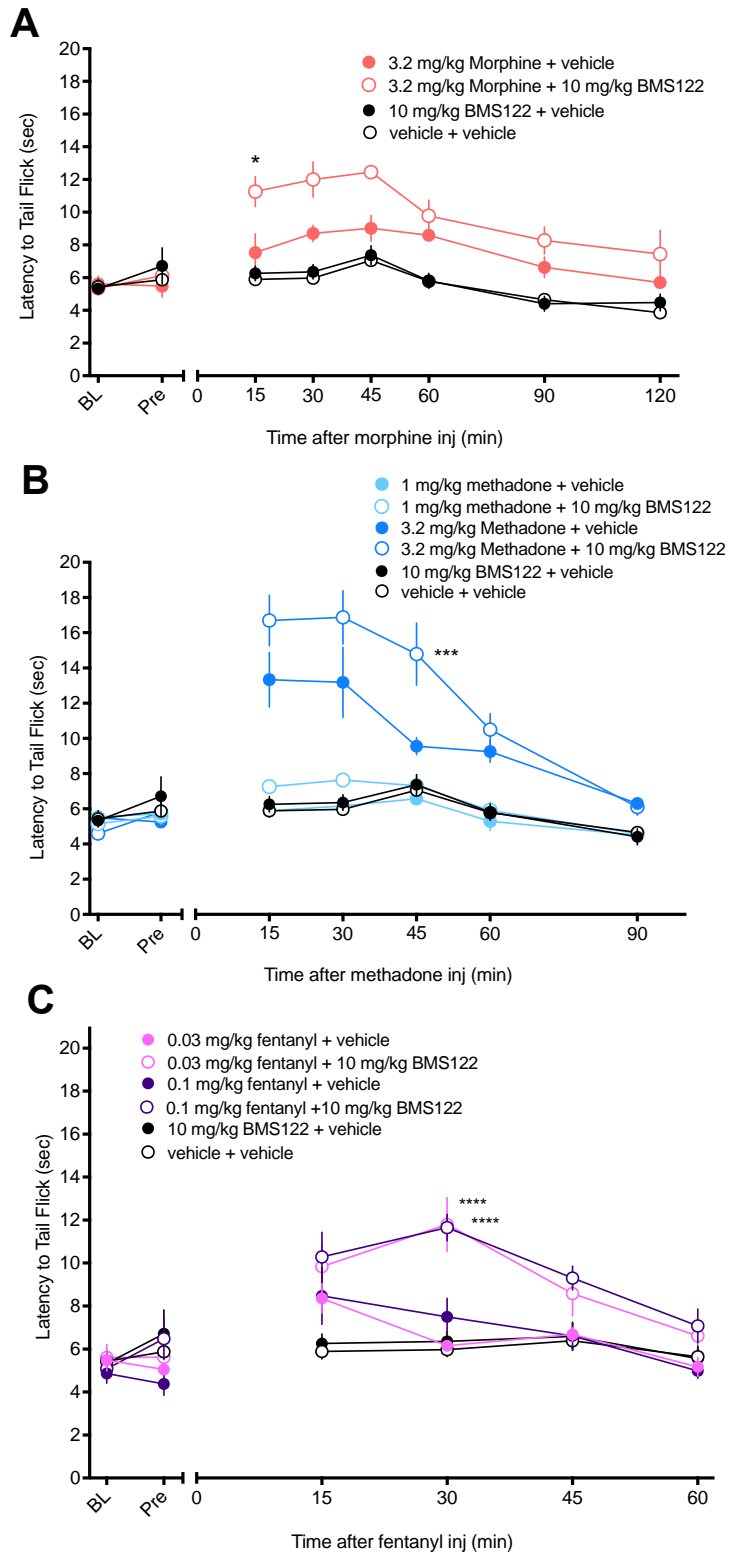 A
20
18
16
14
12
10
8
6
4
2
0
Latency to Tail Flick (sec)
3.2 mg/kg Morphine + vehicle
3.2 mg/kg Morphine + 10 mg/kg BMS122
10 mg/kg BMS122 + vehicle
vehicle + vehicle
*
BL
Pre
0
15
30
45
60
90
120
Time after morphine inj (min)
B
1 mg/kg methadone + vehicle
1 mg/kg methadone + 10 mg/kg BMS122
3.2 mg/kg Methadone + vehicle
3.2 mg/kg Methadone + 10 mg/kg BMS122
10 mg/kg BMS122 + vehicle
vehicle + vehicle
20
18
16
14
12
10
8
6
4
2
0
Latency to Tail Flick (sec)
***
BL
Pre
0
15
30
45
60
90
Time after methadone inj (min)
C
20
18
16
14
12
10
8
6
4
2
0
Latency to Tail Flick (sec)
0.03 mg/kg fentanyl + vehicle
0.03 mg/kg fentanyl + 10 mg/kg BMS122
0.1 mg/kg fentanyl + vehicle
0.1 mg/kg fentanyl +10 mg/kg BMS122
10 mg/kg BMS122 + vehicle
vehicle + vehicle
****
****
BL
Pre
0
15
30
45
60
Time after fentanyl inj (min)